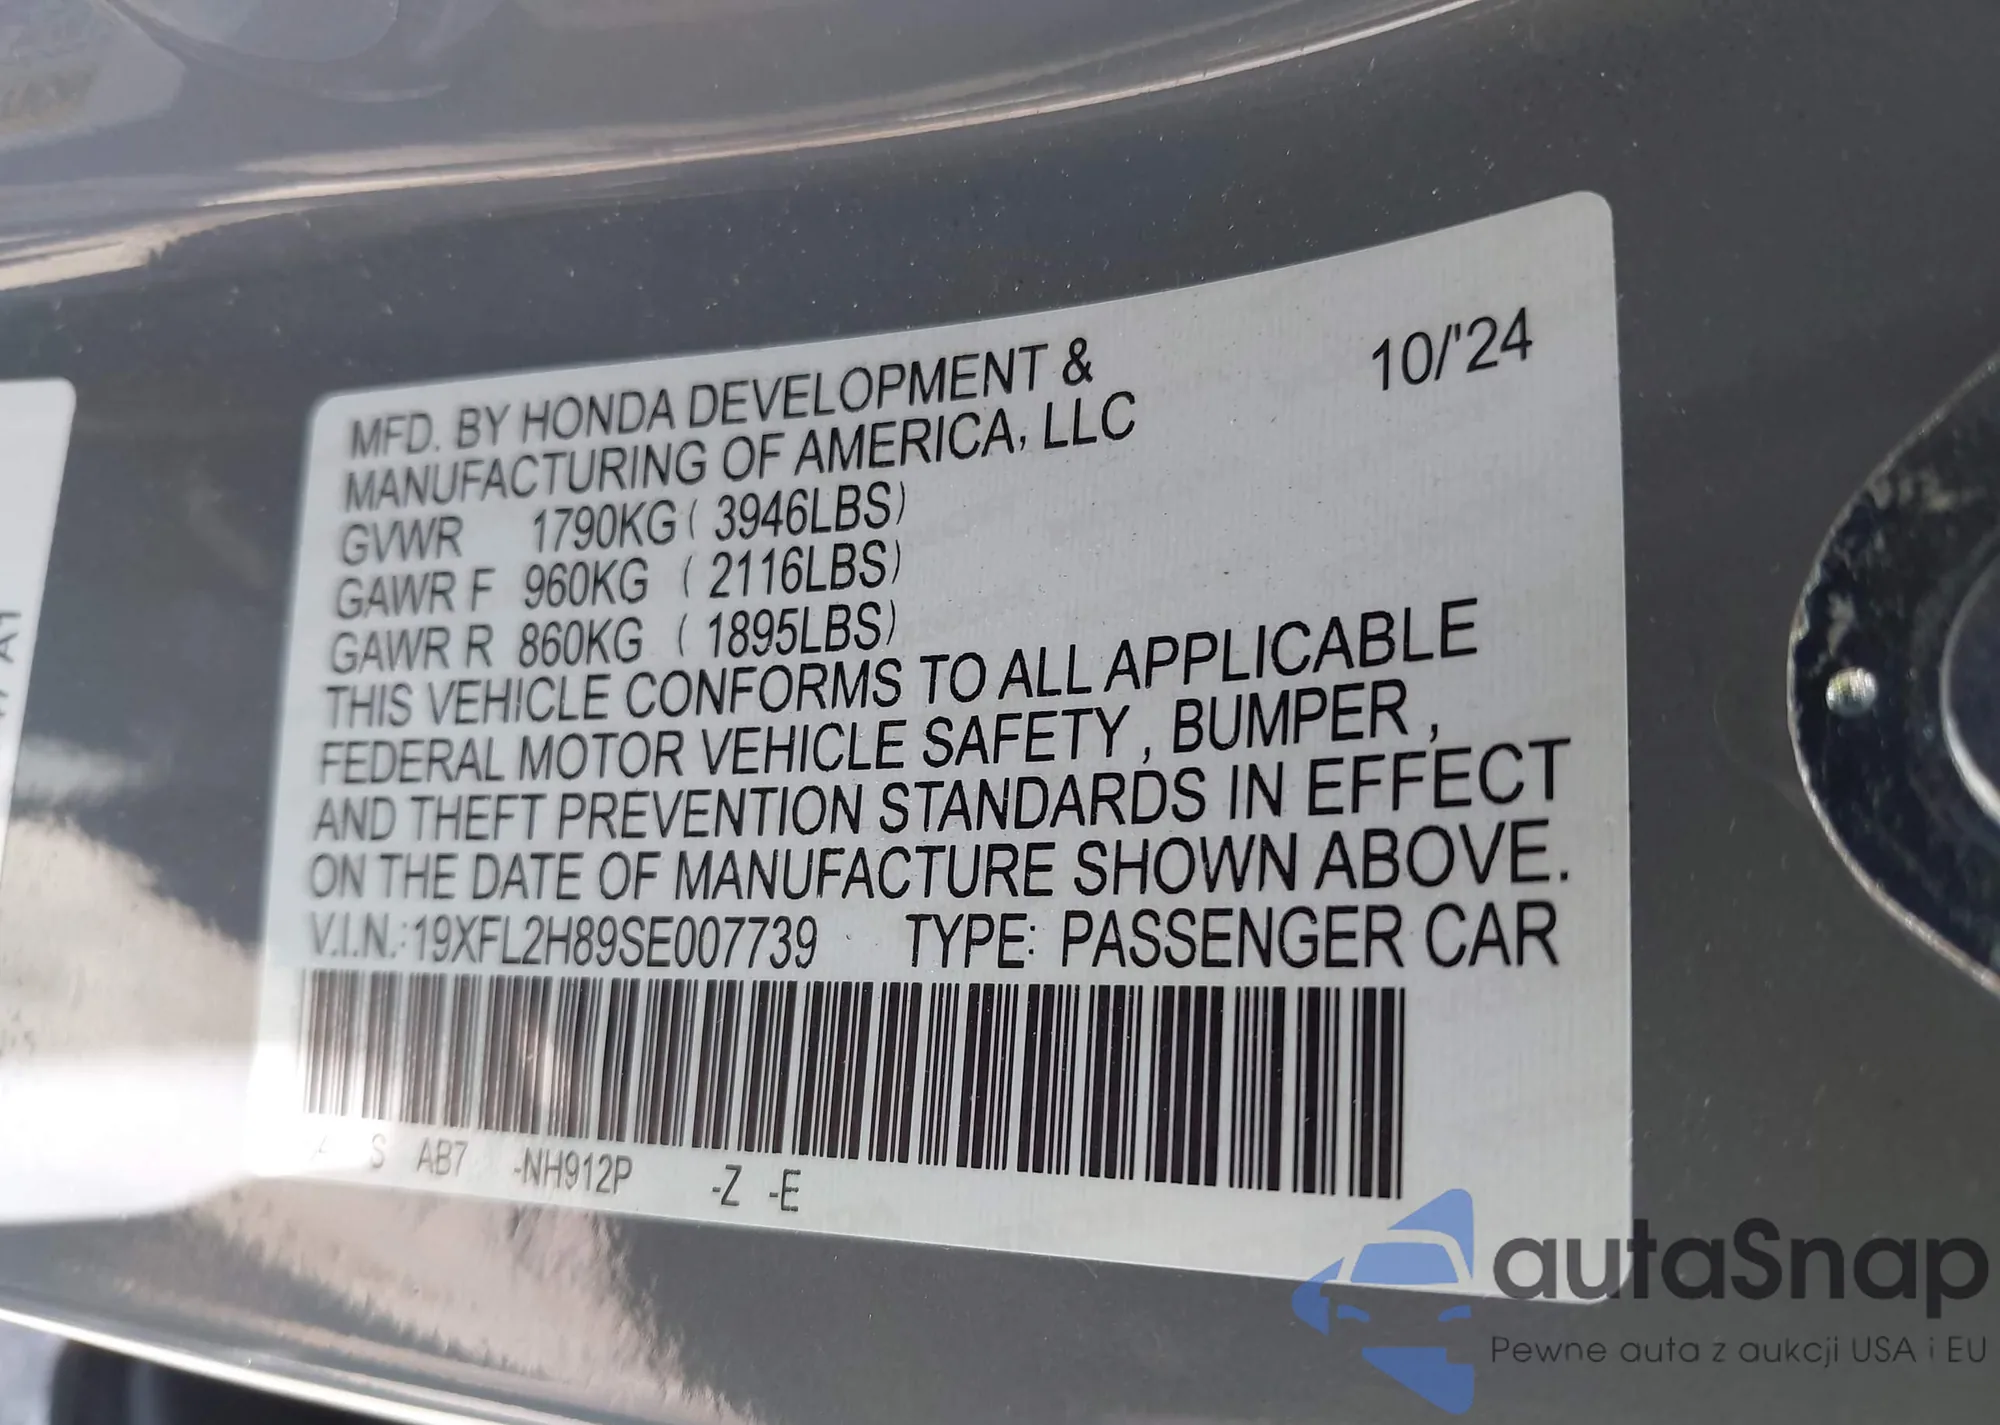 MFD. BY HONDA DEVELOPMENT &
MANUFACTURING OF AMERICA, LLC
10/'24
GVWR 1790KG ( 3946LBS)
GAWR F 960KG ( 2116LBS)
GAWR R 860KG ( 1895LBS)
THIS VEHICLE CONFORMS TO ALL APPLICABLE
FEDERAL MOTOR VEHICLE SAFETY , BUMPER ,
AND THEFT PREVENTION STANDARDS IN EFFECT
ON THE DATE OF MANUFACTURE SHOWN ABOVE.
V.I.N.:19XFL2H89SE007739 TYPE: PASSENGER CAR
S AB7 -NH912P -Z -E
autaSnap
Pewne auta z aukcji USA i EU